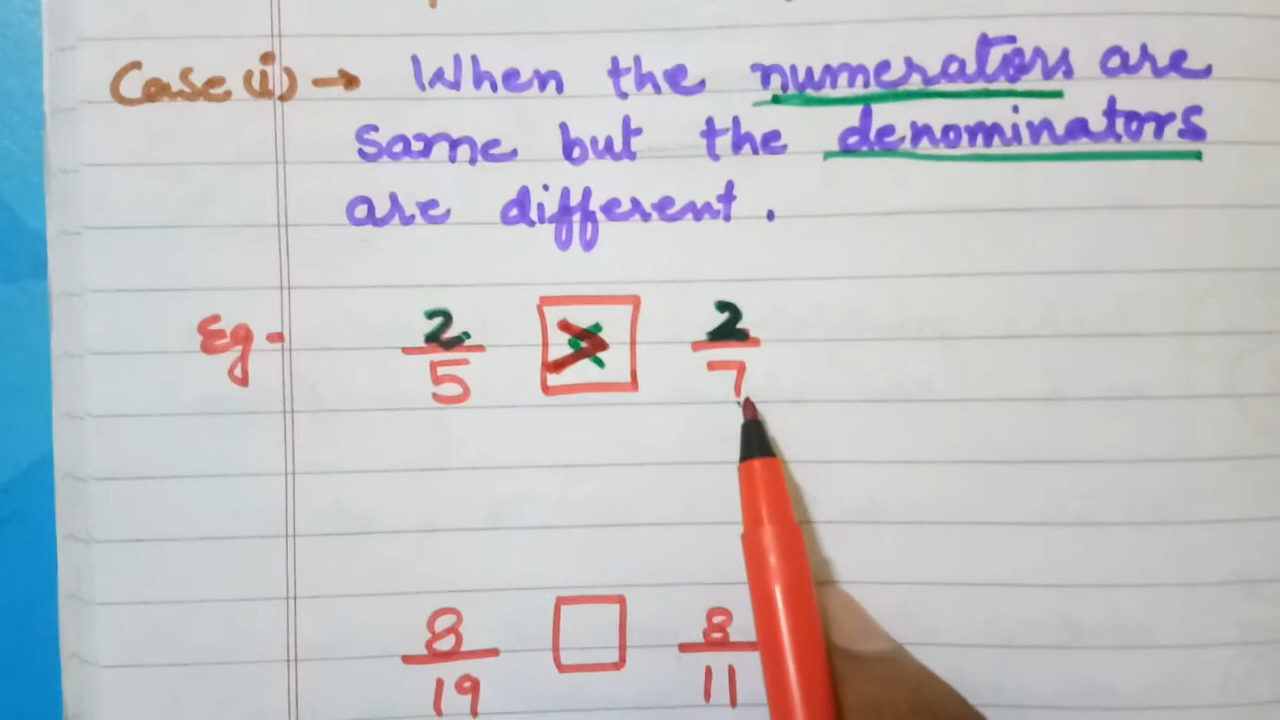 Case (i) → When the numerators are
same but the denominators
are different.
Eg- 2/5 > 2/7
8/19 □ 8/11